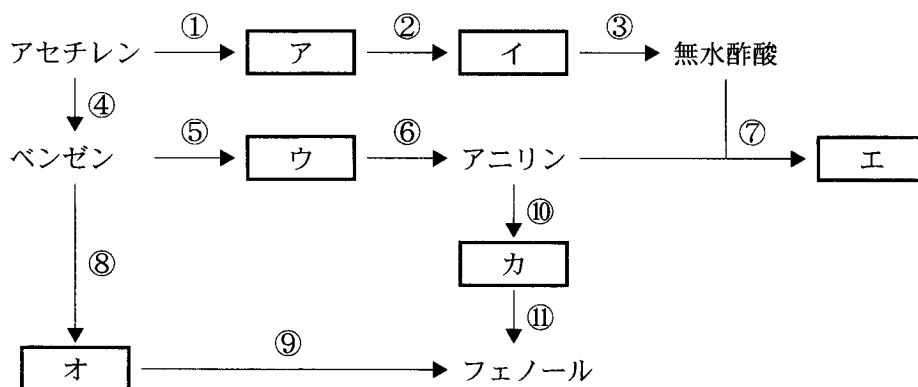 ① ② ③
アセチレン ア イ 無水酢酸
④ ⑤ ⑥ ⑦
ベンゼン ウ アニリン エ
⑩
⑧ カ
⑨ ⑪
オ フェノール